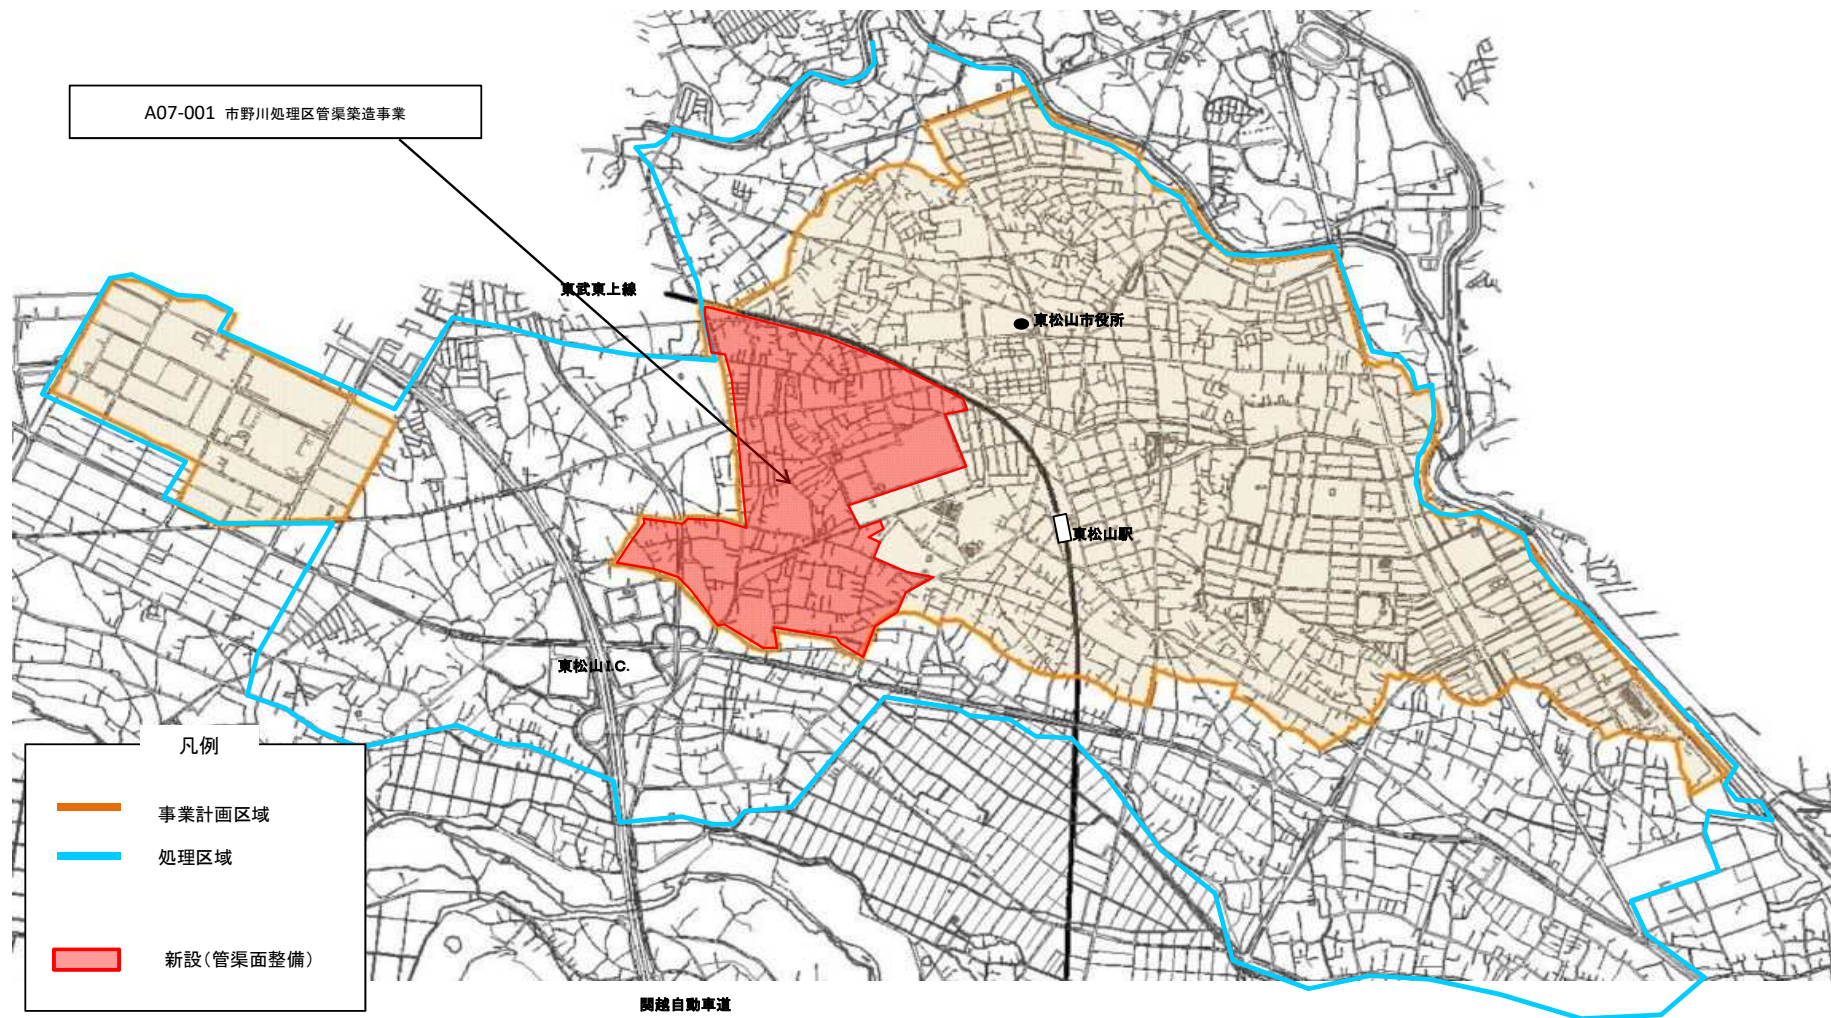 A07-001 市野川処理区管渠築造事業
東武東上線
東松山市役所
東松山駅
東松山I.C.
凡例
事業計画区域
処理区域
新設(管渠面整備)
関越自動車道